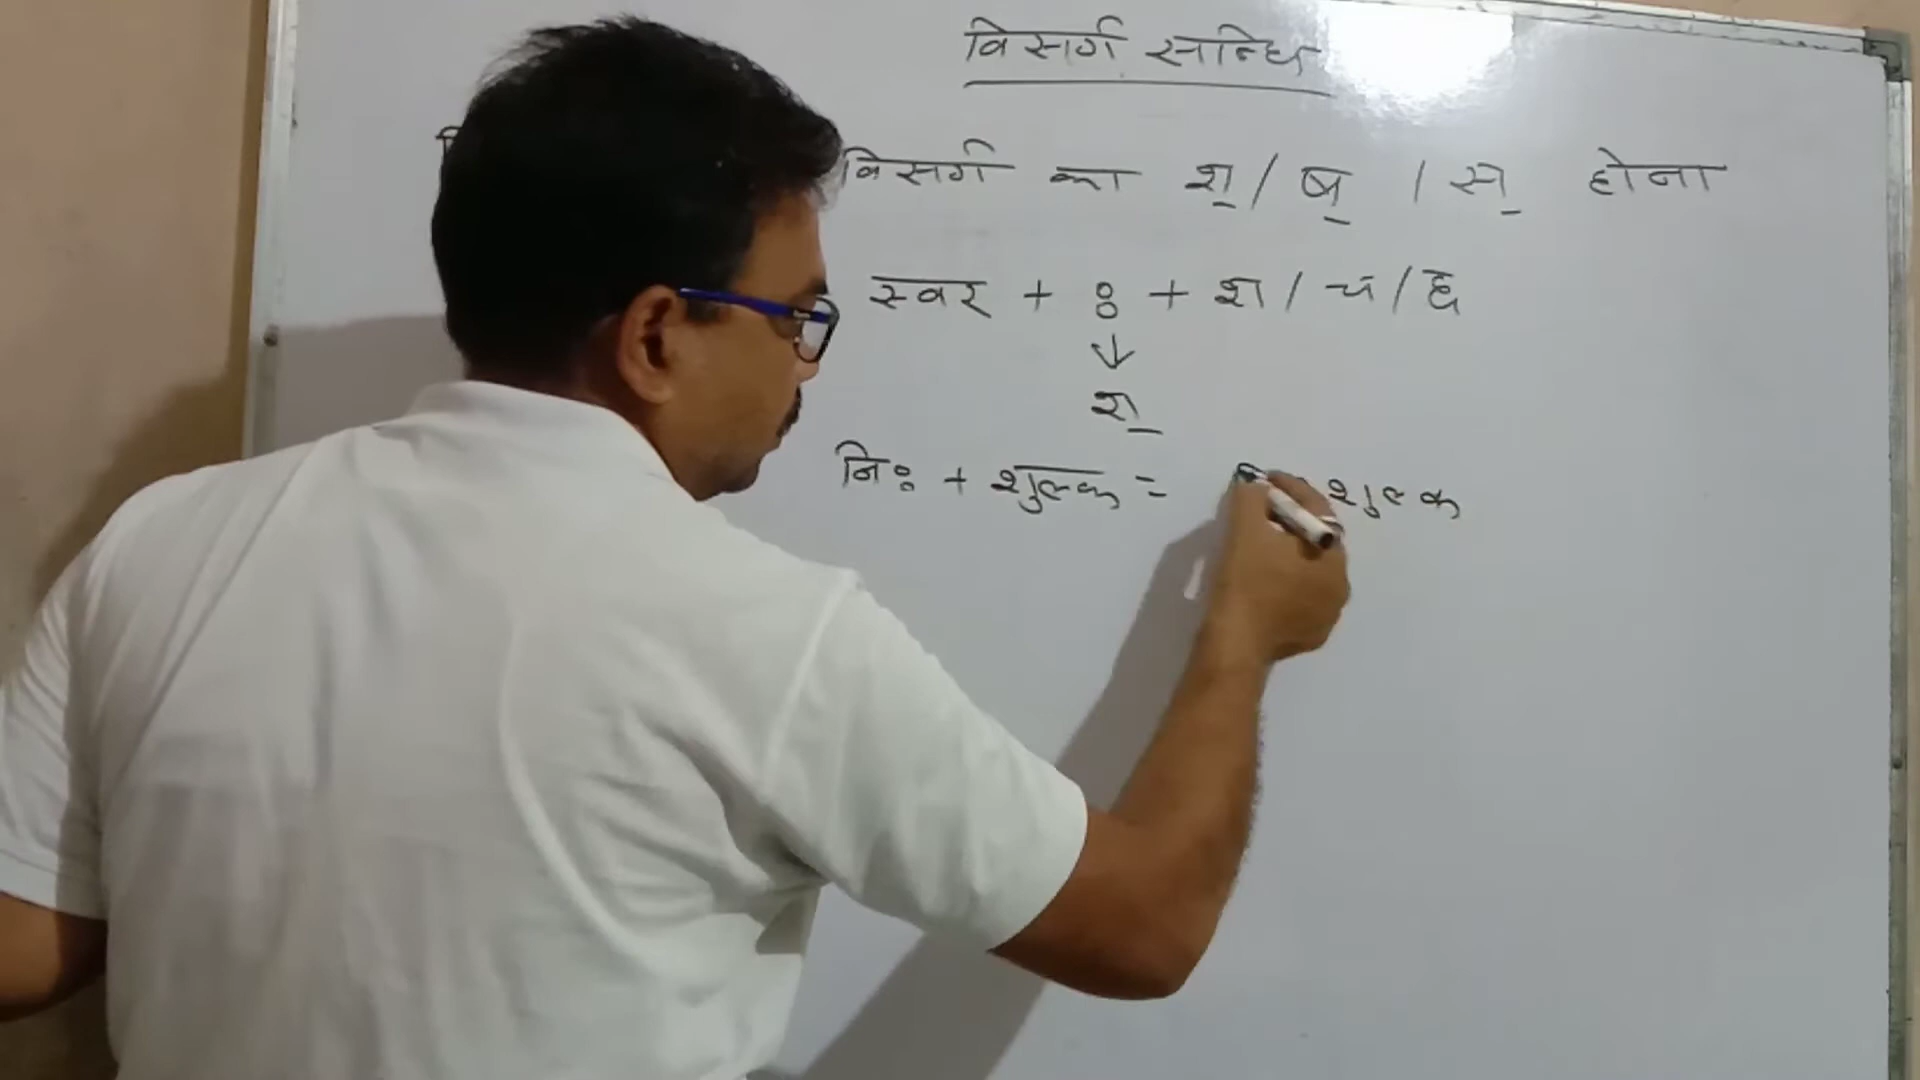 विसर्ग सन्धि
विसर्ग का श् / ष् / स् होना
स्वर + ः + श / च / छ
↓
श्
निः + शुल्क = शुल्क